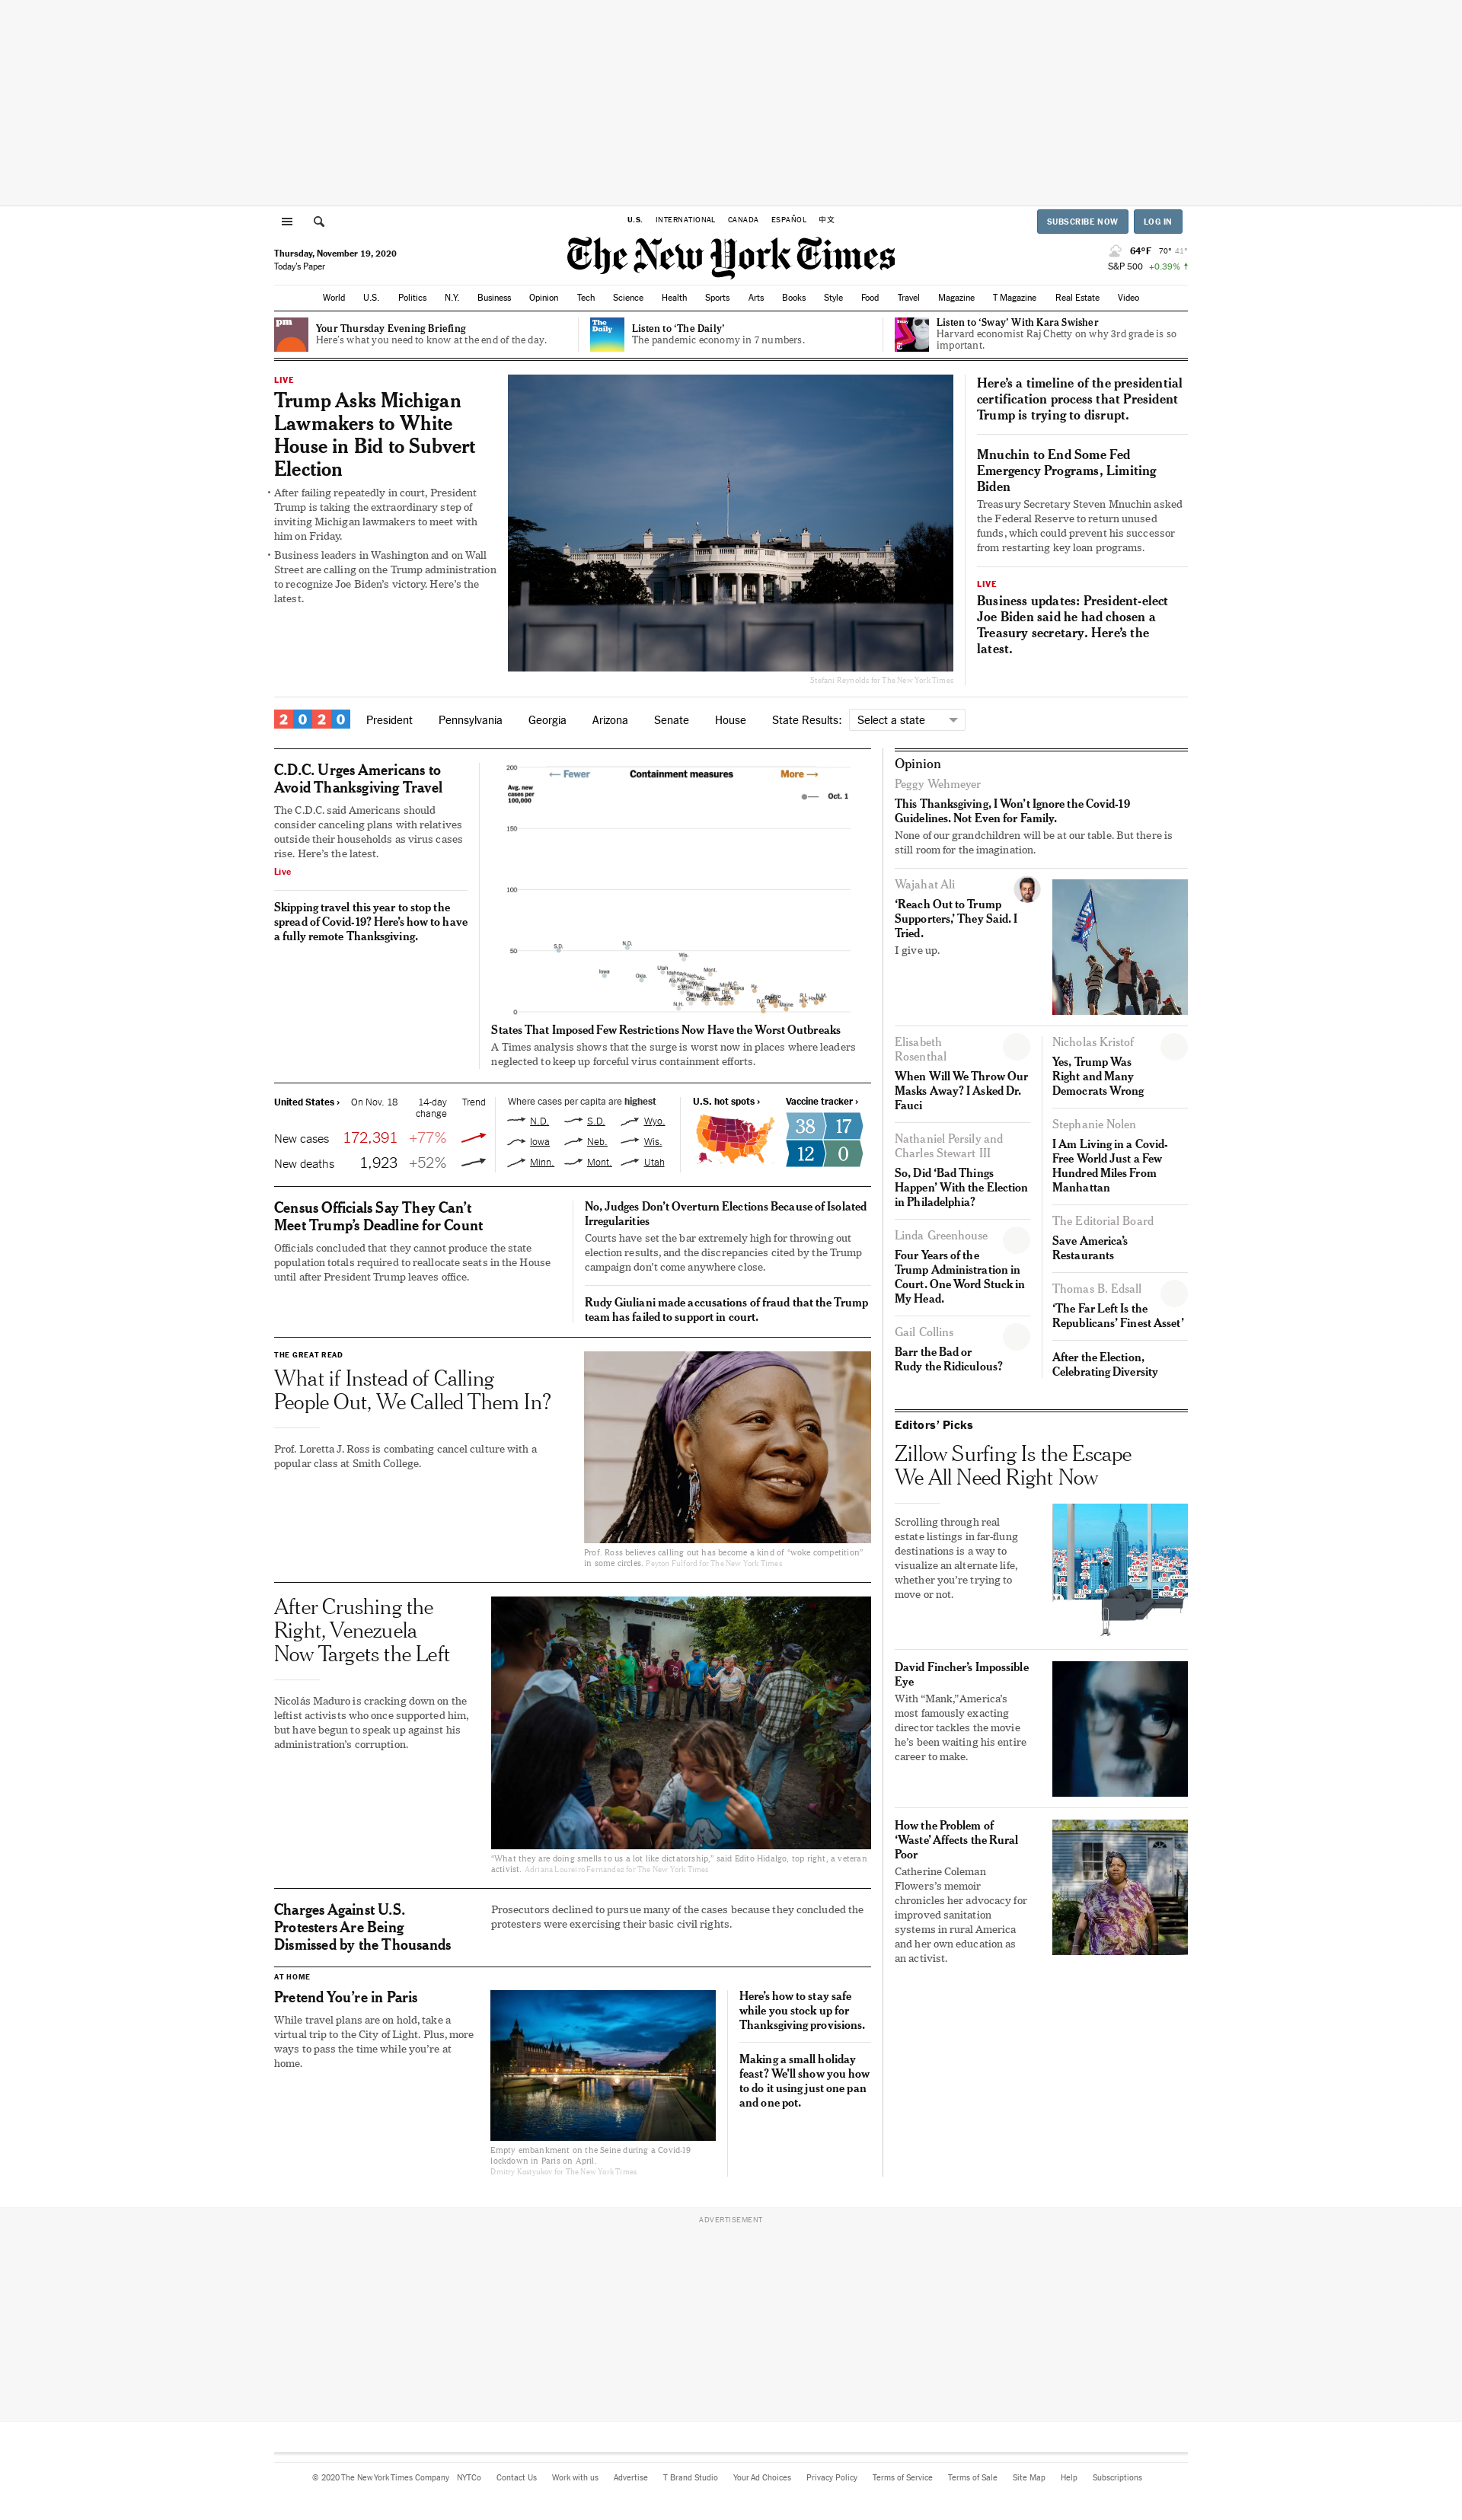 U.S.
INTERNATIONAL
CANADA
ESPAÑOL
中文
SUBSCRIBE NOW
LOG IN
Thursday, November 19, 2020
Today's Paper
The New York Times
64°F 70° 41°
S&P 500 +0.39%
World U.S. Politics N.Y. Business Opinion Tech Science Health Sports Arts Books Style Food Travel Magazine T Magazine Real Estate Video
pm
Your Thursday Evening Briefing
Here's what you need to know at the end of the day.
The
Daily
Listen to ‘The Daily’
The pandemic economy in 7 numbers.
Listen to ‘Sway’ With Kara Swisher
Harvard economist Raj Chetty on why 3rd grade is so
important.
LIVE
Trump Asks Michigan
Lawmakers to White
House in Bid to Subvert
Election
• After failing repeatedly in court, President
Trump is taking the extraordinary step of
inviting Michigan lawmakers to meet with
him on Friday.
• Business leaders in Washington and on Wall
Street are calling on the Trump administration
to recognize Joe Biden's victory. Here's the
latest.
Stefani Reynolds for The New York Times
Here's a timeline of the presidential
certification process that President
Trump is trying to disrupt.
Mnuchin to End Some Fed
Emergency Programs, Limiting
Biden
Treasury Secretary Steven Mnuchin asked
the Federal Reserve to return unused
funds, which could prevent his successor
from restarting key loan programs.
LIVE
Business updates: President-elect
Joe Biden said he had chosen a
Treasury secretary. Here's the
latest.
2020
President Pennsylvania Georgia Arizona Senate House State Results: Select a state
C.D.C. Urges Americans to
Avoid Thanksgiving Travel
The C.D.C. said Americans should
consider canceling plans with relatives
outside their households as virus cases
rise. Here's the latest.
Live
Skipping travel this year to stop the
spread of Covid-19? Here's how to have
a fully remote Thanksgiving.
200
← Fewer Containment measures More →
Avg. new
cases per
100,000
Oct. 1
150
100
50
S.D.
N.D.
Wis.
Iowa
Okla.
Utah
Mont.
N.H.
Maine
0
States That Imposed Few Restrictions Now Have the Worst Outbreaks
A Times analysis shows that the surge is worst now in places where leaders
neglected to keep up forceful virus containment efforts.
United States › On Nov. 18 14-day
change Trend
New cases 172,391 +77%
New deaths 1,923 +52%
Where cases per capita are highest
N.D. S.D. Wyo.
Iowa Neb. Wis.
Minn. Mont. Utah
U.S. hot spots ›
Vaccine tracker ›
38 17
12 0
Census Officials Say They Can't
Meet Trump's Deadline for Count
Officials concluded that they cannot produce the state
population totals required to reallocate seats in the House
until after President Trump leaves office.
No, Judges Don't Overturn Elections Because of Isolated
Irregularities
Courts have set the bar extremely high for throwing out
election results, and the discrepancies cited by the Trump
campaign don't come anywhere close.
Rudy Giuliani made accusations of fraud that the Trump
team has failed to support in court.
THE GREAT READ
What if Instead of Calling
People Out, We Called Them In?
Prof. Loretta J. Ross is combating cancel culture with a
popular class at Smith College.
Prof. Ross believes calling out has become a kind of “woke competition”
in some circles. Peyton Fulford for The New York Times
After Crushing the
Right, Venezuela
Now Targets the Left
Nicolás Maduro is cracking down on the
leftist activists who once supported him,
but have begun to speak up against his
administration's corruption.
“What they are doing smells to us a lot like dictatorship,” said Edito Hidalgo, top right, a veteran
activist. Adriana Loureiro Fernandez for The New York Times
Charges Against U.S.
Protesters Are Being
Dismissed by the Thousands
Prosecutors declined to pursue many of the cases because they concluded the
protesters were exercising their basic civil rights.
AT HOME
Pretend You're in Paris
While travel plans are on hold, take a
virtual trip to the City of Light. Plus, more
ways to pass the time while you're at
home.
Empty embankment on the Seine during a Covid-19
lockdown in Paris on April.
Dmitry Kostyukov for The New York Times
Here's how to stay safe
while you stock up for
Thanksgiving provisions.
Making a small holiday
feast? We'll show you how
to do it using just one pan
and one pot.
Opinion
Peggy Wehmeyer
This Thanksgiving, I Won't Ignore the Covid-19
Guidelines. Not Even for Family.
None of our grandchildren will be at our table. But there is
still room for the imagination.
Wajahat Ali
‘Reach Out to Trump
Supporters,’ They Said. I
Tried.
I give up.
Elisabeth
Rosenthal
When Will We Throw Our
Masks Away? I Asked Dr.
Fauci
Nathaniel Persily and
Charles Stewart III
So, Did ‘Bad Things
Happen’ With the Election
in Philadelphia?
Linda Greenhouse
Four Years of the
Trump Administration in
Court. One Word Stuck in
My Head.
Gail Collins
Barr the Bad or
Rudy the Ridiculous?
Nicholas Kristof
Yes, Trump Was
Right and Many
Democrats Wrong
Stephanie Nolen
I Am Living in a Covid-
Free World Just a Few
Hundred Miles From
Manhattan
The Editorial Board
Save America's
Restaurants
Thomas B. Edsall
‘The Far Left Is the
Republicans’ Finest Asset’
After the Election,
Celebrating Diversity
Editors’ Picks
Zillow Surfing Is the Escape
We All Need Right Now
Scrolling through real
estate listings in far-flung
destinations is a way to
visualize an alternate life,
whether you're trying to
move or not.
David Fincher's Impossible
Eye
With “Mank,” America's
most famously exacting
director tackles the movie
he's been waiting his entire
career to make.
How the Problem of
‘Waste’ Affects the Rural
Poor
Catherine Coleman
Flowers's memoir
chronicles her advocacy for
improved sanitation
systems in rural America
and her own education as
an activist.
ADVERTISEMENT
© 2020 The New York Times Company NYTCo Contact Us Work with us Advertise T Brand Studio Your Ad Choices Privacy Policy Terms of Service Terms of Sale Site Map Help Subscriptions